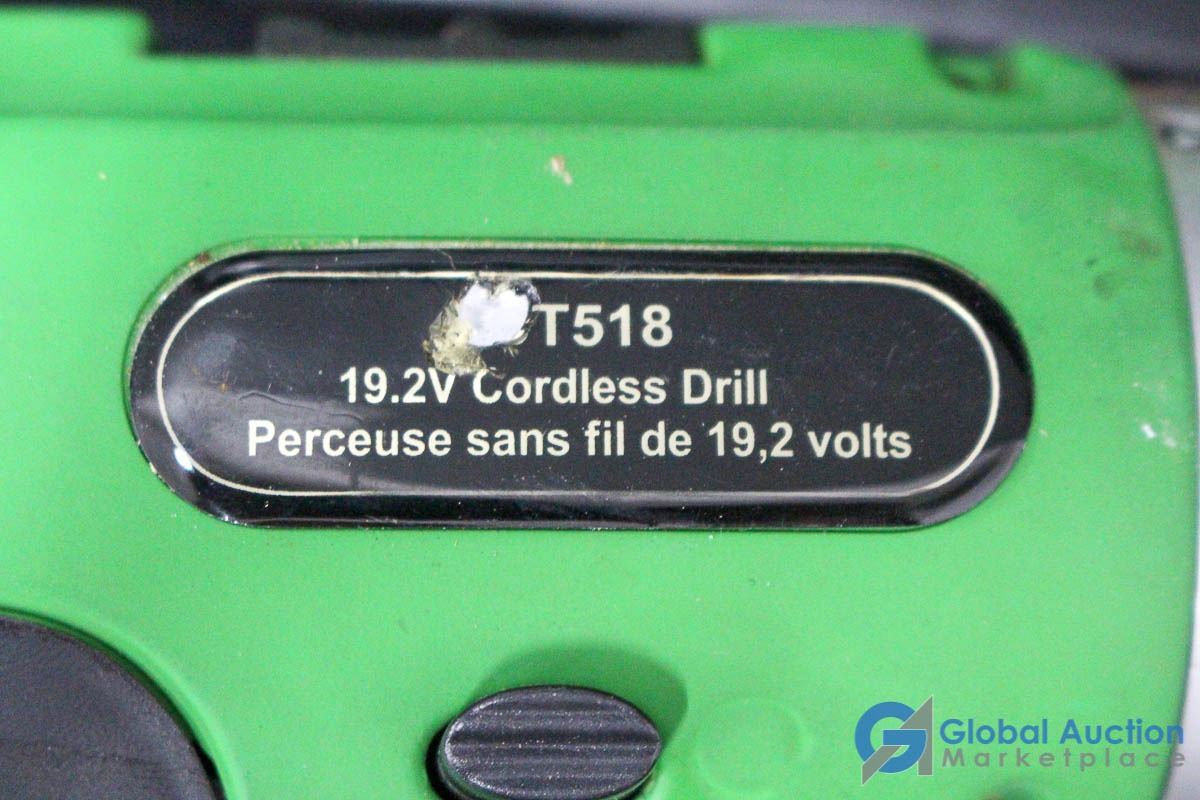 T518
19.2V Cordless Drill
Perceuse sans fil de 19,2 volts
Global Auction
Marketplace